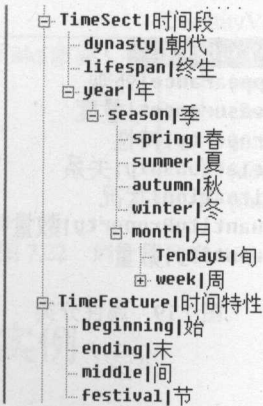 TimeSect|时间段
dynasty|朝代
lifespan|终生
year|年
season|季
spring|春
summer|夏
autumn|秋
winter|冬
month|月
TenDays|旬
week|周
TimeFeature|时间特性
beginning|始
ending|末
middle|间
festival|节